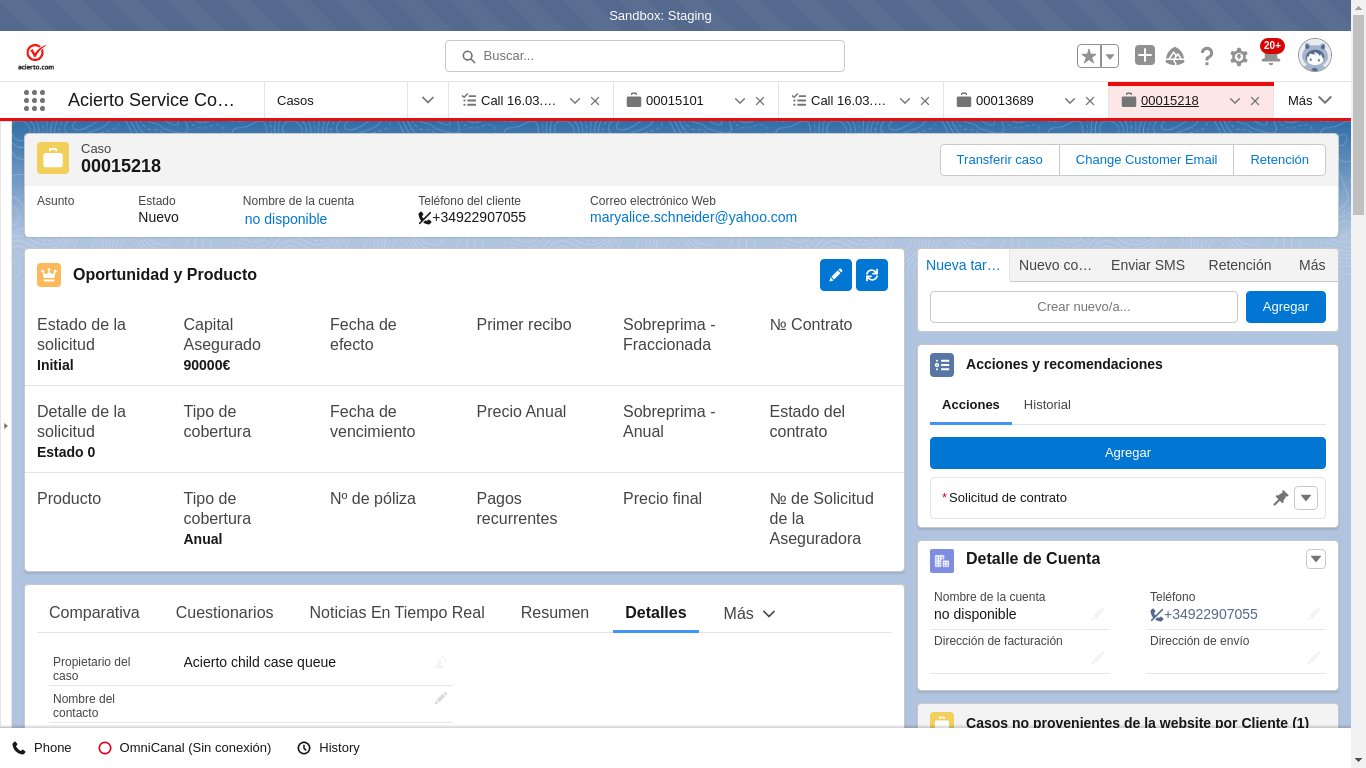 Sandbox: Staging
acierto.com
Buscar...
20+
Acierto Service Co…
Casos
Call 16.03.…
00015101
Call 16.03.…
00013689
00015218
Más
Caso
00015218
Transferir caso
Change Customer Email
Retención
Asunto
Estado
Nuevo
Nombre de la cuenta
no disponible
Teléfono del cliente
+34922907055
Correo electrónico Web
maryalice.schneider@yahoo.com
Oportunidad y Producto
Estado de la
solicitud
Initial
Capital
Asegurado
90000€
Fecha de
efecto
Primer recibo
Sobreprima -
Fraccionada
№ Contrato
Detalle de la
solicitud
Estado 0
Tipo de
cobertura
Fecha de
vencimiento
Precio Anual
Sobreprima -
Anual
Estado del
contrato
Producto
Tipo de
cobertura
Anual
Nº de póliza
Pagos
recurrentes
Precio final
№ de Solicitud
de la
Aseguradora
Comparativa
Cuestionarios
Noticias En Tiempo Real
Resumen
Detalles
Más
Propietario del
caso
Acierto child case queue
Nombre del
contacto
Nueva tar…
Nuevo co…
Enviar SMS
Retención
Más
Crear nuevo/a...
Agregar
Acciones y recomendaciones
Acciones
Historial
Agregar
*Solicitud de contrato
Detalle de Cuenta
Nombre de la cuenta
no disponible
Teléfono
+34922907055
Dirección de facturación
Dirección de envío
Casos no provenientes de la website por Cliente (1)
Phone
OmniCanal (Sin conexión)
History